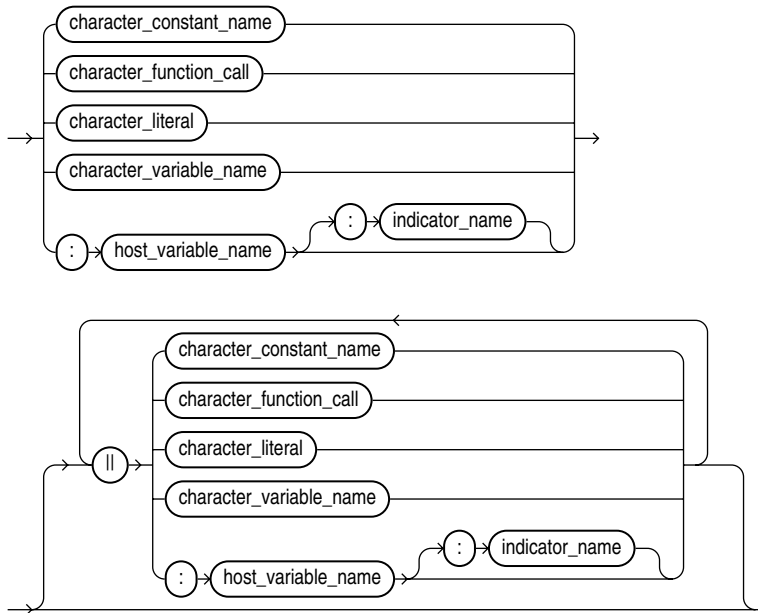 character_constant_name
character_function_call
character_literal
character_variable_name
: host_variable_name : indicator_name
character_constant_name
character_function_call
character_literal
||
character_variable_name
: host_variable_name : indicator_name